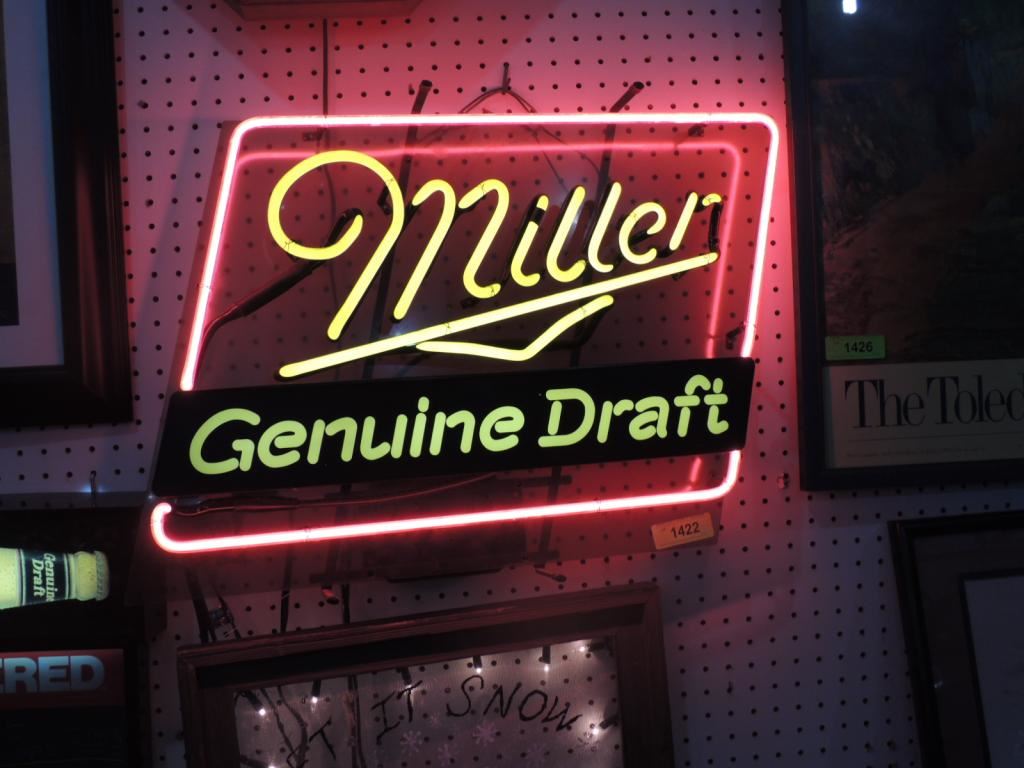 Miller
Genuine Draft
1426
The Toled
1422
Genuine
Draft
ERED
IT SNOW